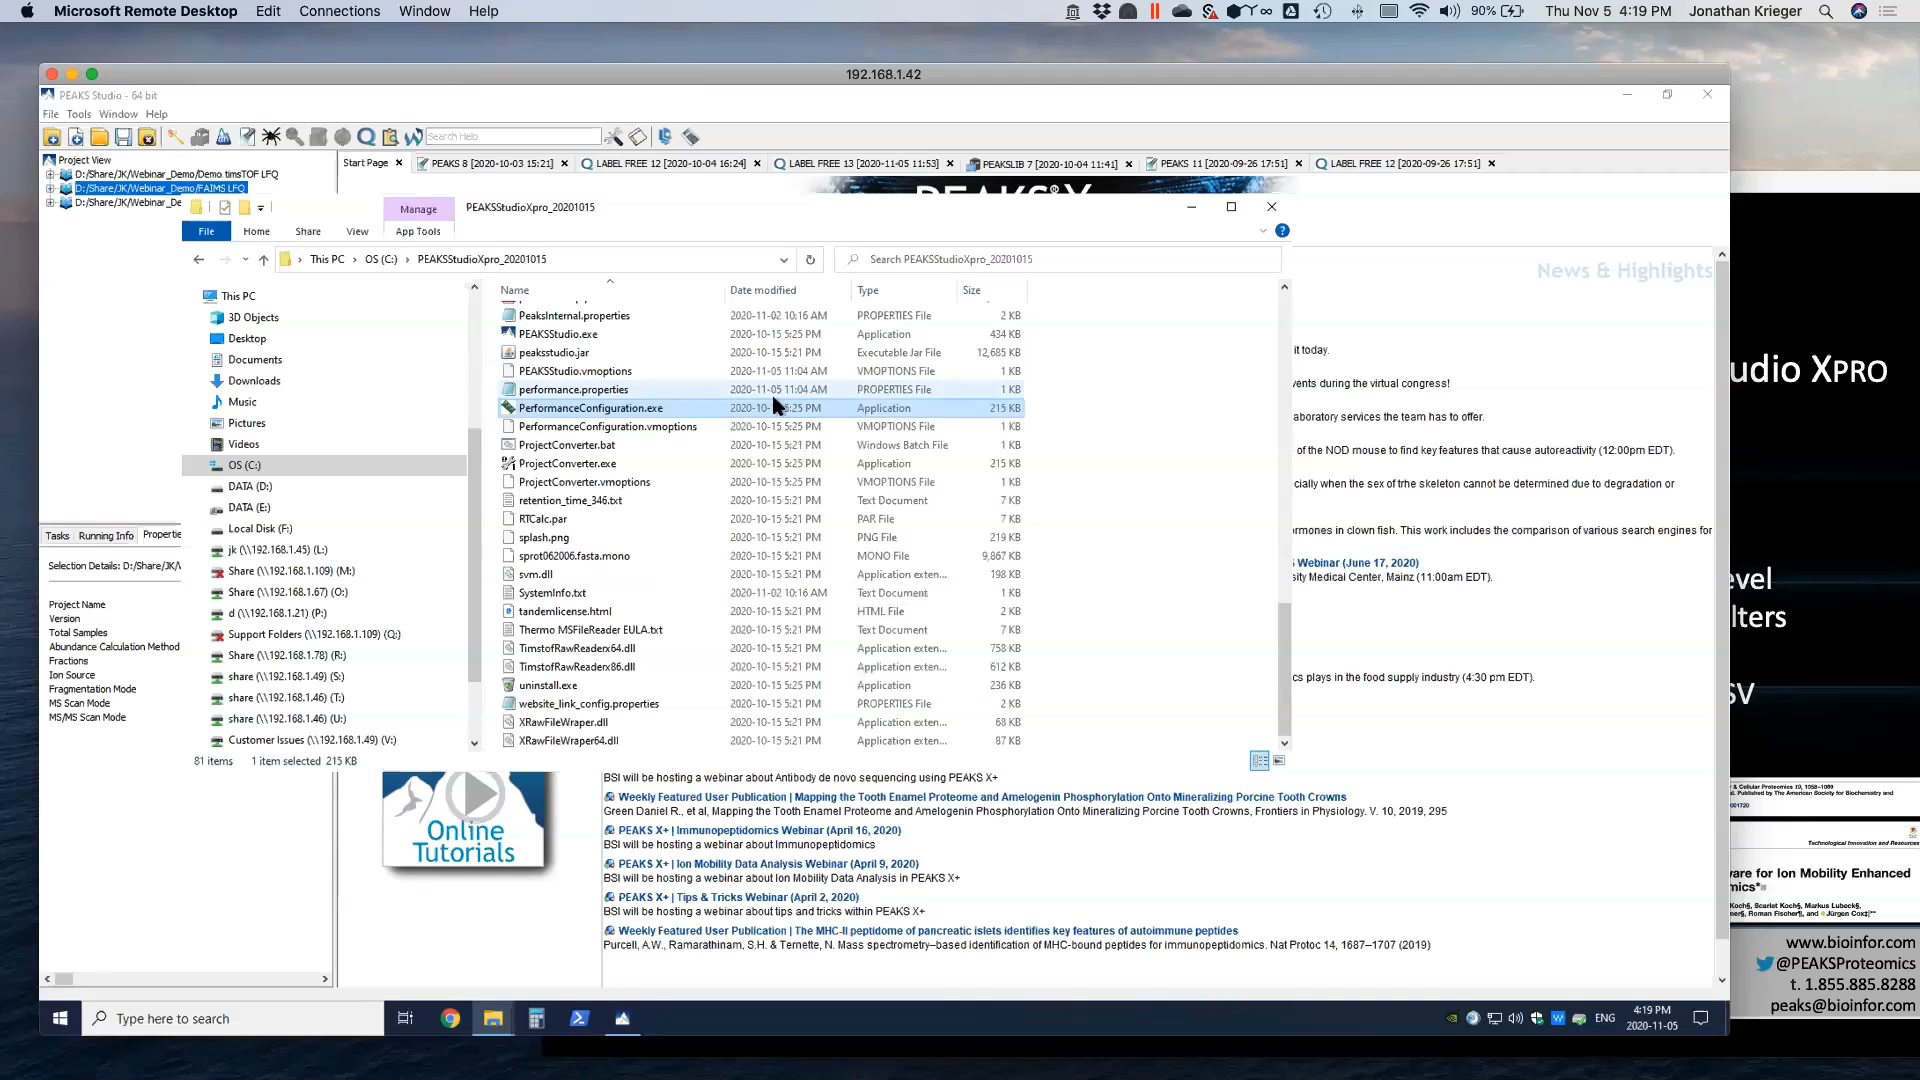 Microsoft Remote Desktop Edit Connections Window Help 90% Thu Nov 5 4:19 PM Jonathan Krieger
192.168.1.42
PEAKS Studio - 64 bit
File Tools Window Help
Search Help
Project View
D:/Share/JK/Webinar_Demo/Demo timsTOF LFQ
D:/Share/JK/Webinar_Demo/FAIMS LFQ
D:/Share/JK/Webinar_De
Start Page PEAKS 8 [2020-10-03 15:21] LABEL FREE 12 [2020-10-04 16:24] LABEL FREE 13 [2020-11-05 11:53] PEAKSLIB 7 [2020-10-04 11:41] PEAKS 11 [2020-09-26 17:51] LABEL FREE 12 [2020-09-26 17:51]
Manage PEAKSStudioXpro_20201015
File Home Share View App Tools
This PC OS (C:) PEAKSStudioXpro_20201015 Search PEAKSStudioXpro_20201015
This PC
3D Objects
Desktop
Documents
Downloads
Music
Pictures
Videos
OS (C:)
DATA (D:)
DATA (E:)
Local Disk (F:)
jk (\\192.168.1.45) (L:)
Share (\\192.168.1.109) (M:)
Share (\\192.168.1.67) (O:)
d (\\192.168.1.21) (P:)
Support Folders (\\192.168.1.109) (Q:)
Share (\\192.168.1.78) (R:)
share (\\192.168.1.49) (S:)
share (\\192.168.1.46) (T:)
share (\\192.168.1.46) (U:)
Customer Issues (\\192.168.1.49) (V:)
Name Date modified Type Size
PeaksInternal.properties 2020-11-02 10:16 AM PROPERTIES File 2 KB
PEAKSStudio.exe 2020-10-15 5:25 PM Application 434 KB
peaksstudio.jar 2020-10-15 5:21 PM Executable Jar File 12,685 KB
PEAKSStudio.vmoptions 2020-11-05 11:04 AM VMOPTIONS File 1 KB
performance.properties 2020-11-05 11:04 AM PROPERTIES File 1 KB
PerformanceConfiguration.exe 2020-10- 5:25 PM Application 215 KB
PerformanceConfiguration.vmoptions 2020-10-15 5:25 PM VMOPTIONS File 1 KB
ProjectConverter.bat 2020-10-15 5:21 PM Windows Batch File 1 KB
ProjectConverter.exe 2020-10-15 5:25 PM Application 215 KB
ProjectConverter.vmoptions 2020-10-15 5:25 PM VMOPTIONS File 1 KB
retention_time_346.txt 2020-10-15 5:21 PM Text Document 7 KB
RTCalc.par 2020-10-15 5:21 PM PAR File 7 KB
splash.png 2020-10-15 5:21 PM PNG File 219 KB
sprot062006.fasta.mono 2020-10-15 5:21 PM MONO File 9,867 KB
svm.dll 2020-10-15 5:21 PM Application exten... 198 KB
SystemInfo.txt 2020-11-02 10:16 AM Text Document 1 KB
tandemlicense.html 2020-10-15 5:21 PM HTML File 2 KB
Thermo MSFileReader EULA.txt 2020-10-15 5:21 PM Text Document 7 KB
TimstofRawReaderx64.dll 2020-10-15 5:21 PM Application exten... 758 KB
TimstofRawReaderx86.dll 2020-10-15 5:21 PM Application exten... 612 KB
uninstall.exe 2020-10-15 5:25 PM Application 236 KB
website_link_config.properties 2020-10-15 5:21 PM PROPERTIES File 2 KB
XRawFileWraper.dll 2020-10-15 5:21 PM Application exten... 68 KB
XRawFileWraper64.dll 2020-10-15 5:21 PM Application exten... 87 KB
81 items 1 item selected 215 KB
Tasks Running Info Propertie
Selection Details: D:/Share/JK/
Project Name
Version
Total Samples
Abundance Calculation Method
Fractions
Ion Source
Fragmentation Mode
MS Scan Mode
MS/MS Scan Mode
News & Highlights
it today.
vents during the virtual congress!
aboratory services the team has to offer.
of the NOD mouse to find key features that cause autoreactivity (12:00pm EDT).
cially when the sex of trhe skeleton cannot be determined due to degradation or
rmones in clown fish. This work includes the comparison of various search engines for
Webinar (June 17, 2020)
sity Medical Center, Mainz (11:00am EDT).
cs plays in the food supply industry (4:30 pm EDT).
Online
Tutorials
BSI will be hosting a webinar about Antibody de novo sequencing using PEAKS X+
Weekly Featured User Publication | Mapping the Tooth Enamel Proteome and Amelogenin Phosphorylation Onto Mineralizing Porcine Tooth Crowns
Green Daniel R., et al, Mapping the Tooth Enamel Proteome and Amelogenin Phosphorylation Onto Mineralizing Porcine Tooth Crowns, Frontiers in Physiology. V. 10, 2019, 295
PEAKS X+ | Immunopeptidomics Webinar (April 16, 2020)
BSI will be hosting a webinar about Immunopeptidomics
PEAKS X+ | Ion Mobility Data Analysis Webinar (April 9, 2020)
BSI will be hosting a webinar about Ion Mobility Data Analysis in PEAKS X+
PEAKS X+ | Tips & Tricks Webinar (April 2, 2020)
BSI will be hosting a webinar about tips and tricks within PEAKS X+
Weekly Featured User Publication | The MHC-II peptidome of pancreatic islets identifies key features of autoimmune peptides
Purcell, A.W., Ramarathinam, S.H. & Ternette, N. Mass spectrometry–based identification of MHC-bound peptides for immunopeptidomics. Nat Protoc 14, 1687–1707 (2019)
udio XPRO
evel
lters
SV
Technological Innovation and Resources
ware for Ion Mobility Enhanced
mics*
Koch§, Scarlet Koch§, Markus Lubeck§,
www.bioinfor.com
@PEAKSProteomics
t. 1.855.885.8288
peaks@bioinfor.com
Type here to search
ENG
4:19 PM
2020-11-05